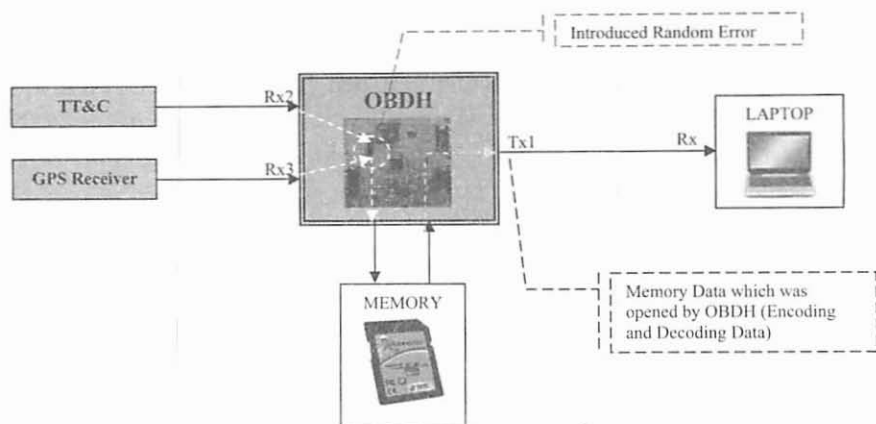 Introduced Random Error
TT&C
Rx2
OBDH
LAPTOP
Tx1
Rx
GPS Receiver
Rx3
MEMORY
Memory Data which was
opened by OBDH (Encoding
and Decoding Data)